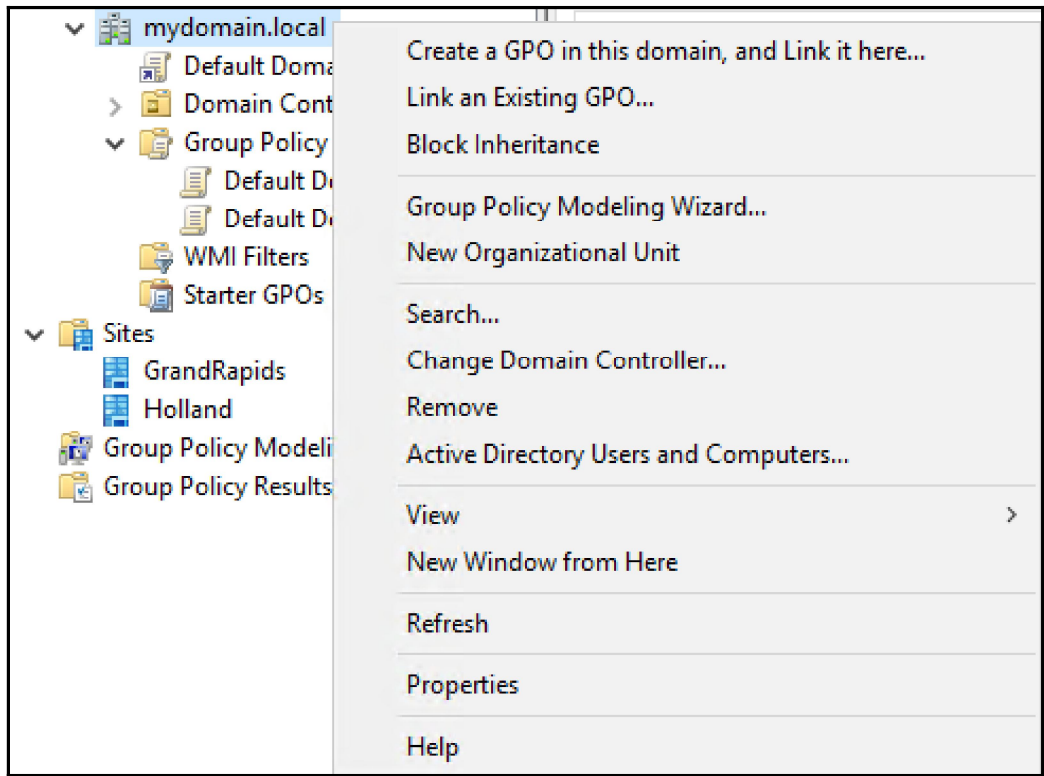 mydomain.local
Default Doma
Domain Cont
Group Policy
Default D
Default D
WMI Filters
Starter GPOs
Sites
GrandRapids
Holland
Group Policy Modeli
Group Policy Results
Create a GPO in this domain, and Link it here...
Link an Existing GPO...
Block Inheritance
Group Policy Modeling Wizard...
New Organizational Unit
Search...
Change Domain Controller...
Remove
Active Directory Users and Computers...
View
New Window from Here
Refresh
Properties
Help